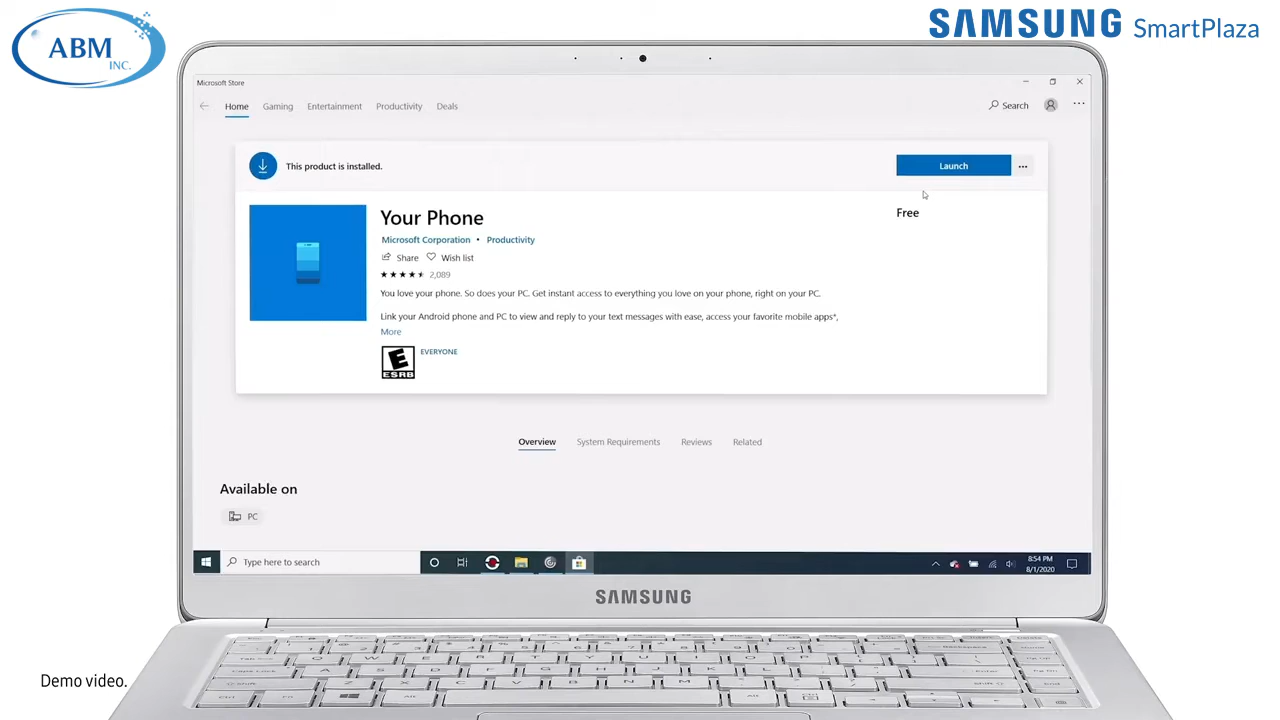 ABM
INC.
SAMSUNG SmartPlaza
Microsoft Store
Home Gaming Entertainment Productivity Deals
Search
This product is installed.
Launch
Your Phone
Free
Microsoft Corporation • Productivity
Share Wish list
2,089
You love your phone. So does your PC. Get instant access to everything you love on your phone, right on your PC.
Link your Android phone and PC to view and reply to your text messages with ease, access your favorite mobile apps*,
More
E
ESRB
EVERYONE
Overview System Requirements Reviews Related
Available on
PC
Type here to search
8:54 PM
8/1/2020
SAMSUNG
Demo video.